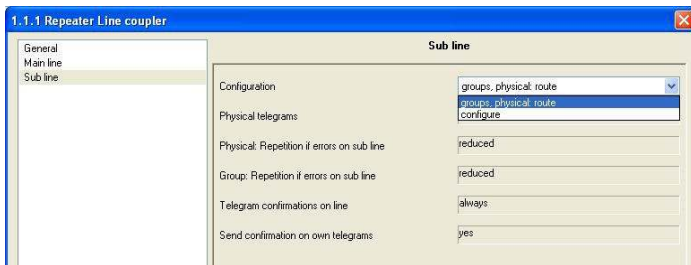 1.1.1 Repeater Line coupler
General
Main line
Sub line
Sub line
Configuration
groups, physical: route
groups, physical: route
configure
Physical telegrams
Physical: Repetition if errors on sub line
reduced
Group: Repetition if errors on sub line
reduced
Telegram confirmations on line
always
Send confirmation on own telegrams
yes